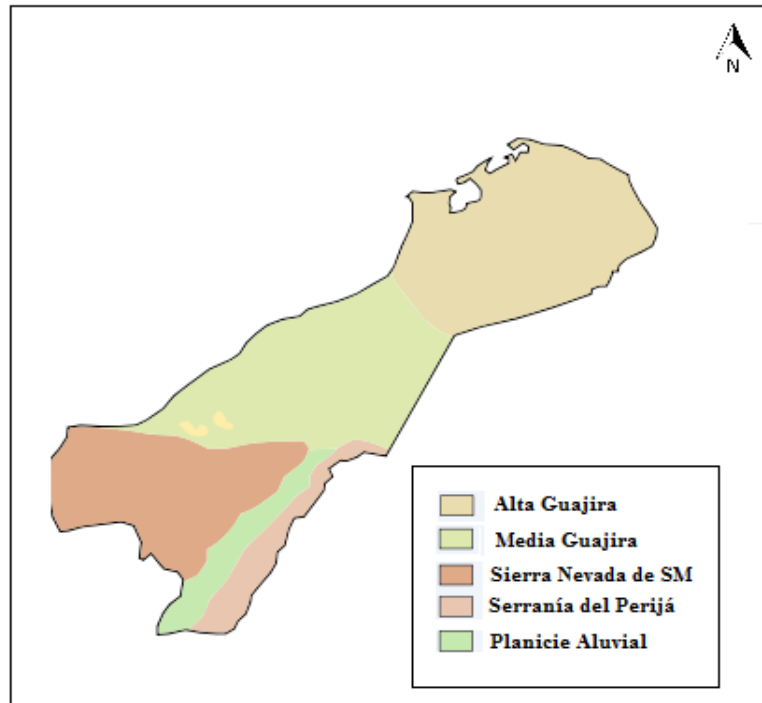 N
Alta Guajira
Media Guajira
Sierra Nevada de SM
Serranía del Perijá
Planicie Aluvial